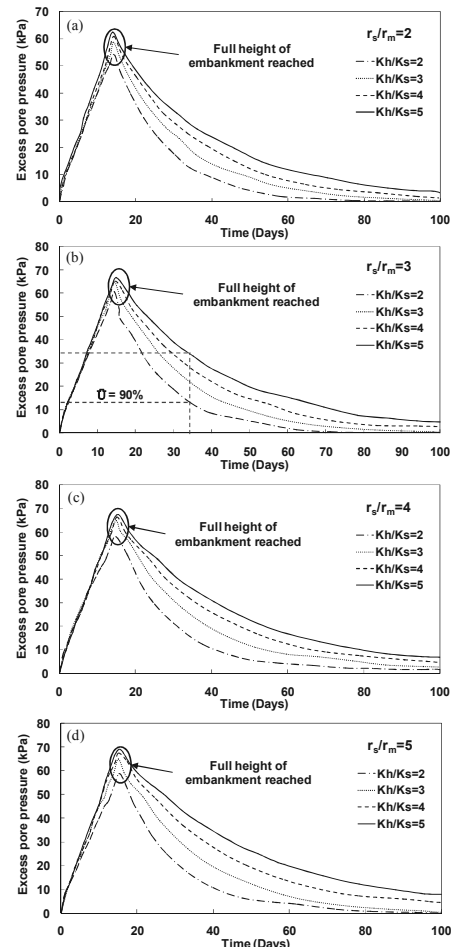 (a)
r_s/r_m=2
Full height of
embankment reached
Kh/Ks=2
Kh/Ks=3
Kh/Ks=4
Kh/Ks=5
Excess pore pressure (kPa)
70
60
50
40
30
20
10
0
0 20 40 60 80 100
Time (Days)
(b)
r_s/r_m=3
Full height of
embankment reached
Kh/Ks=2
Kh/Ks=3
Kh/Ks=4
Kh/Ks=5
Ū = 90%
Excess pore pressure (kPa)
80
70
60
50
40
30
20
10
0
0 10 20 30 40 50 60 70 80 90 100
Time (Days)
(c)
r_s/r_m=4
Full height of
embankment reached
Kh/Ks=2
Kh/Ks=3
Kh/Ks=4
Kh/Ks=5
Excess pore pressure (kPa)
80
70
60
50
40
30
20
10
0
0 20 40 60 80 100
Time (Days)
(d)
r_s/r_m=5
Full height of
embankment reached
Kh/Ks=2
Kh/Ks=3
Kh/Ks=4
Kh/Ks=5
Excess pore pressure (kPa)
80
70
60
50
40
30
20
10
0
0 20 40 60 80 100
Time (Days)